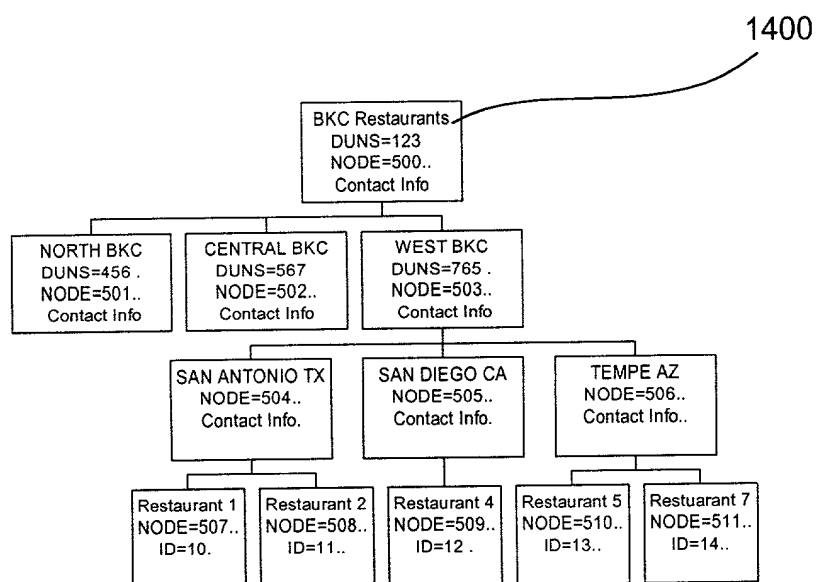 1400
BKC Restaurants
DUNS=123
NODE=500..
Contact Info
NORTH BKC
DUNS=456 .
NODE=501..
Contact Info
CENTRAL BKC
DUNS=567
NODE=502..
Contact Info
WEST BKC
DUNS=765 .
NODE=503..
Contact Info
SAN ANTONIO TX
NODE=504..
Contact Info.
SAN DIEGO CA
NODE=505..
Contact Info.
TEMPE AZ
NODE=506..
Contact Info..
Restaurant 1
NODE=507..
ID=10.
Restaurant 2
NODE=508..
ID=11..
Restaurant 4
NODE=509..
ID=12 .
Restaurant 5
NODE=510..
ID=13..
Restuarant 7
NODE=511..
ID=14..